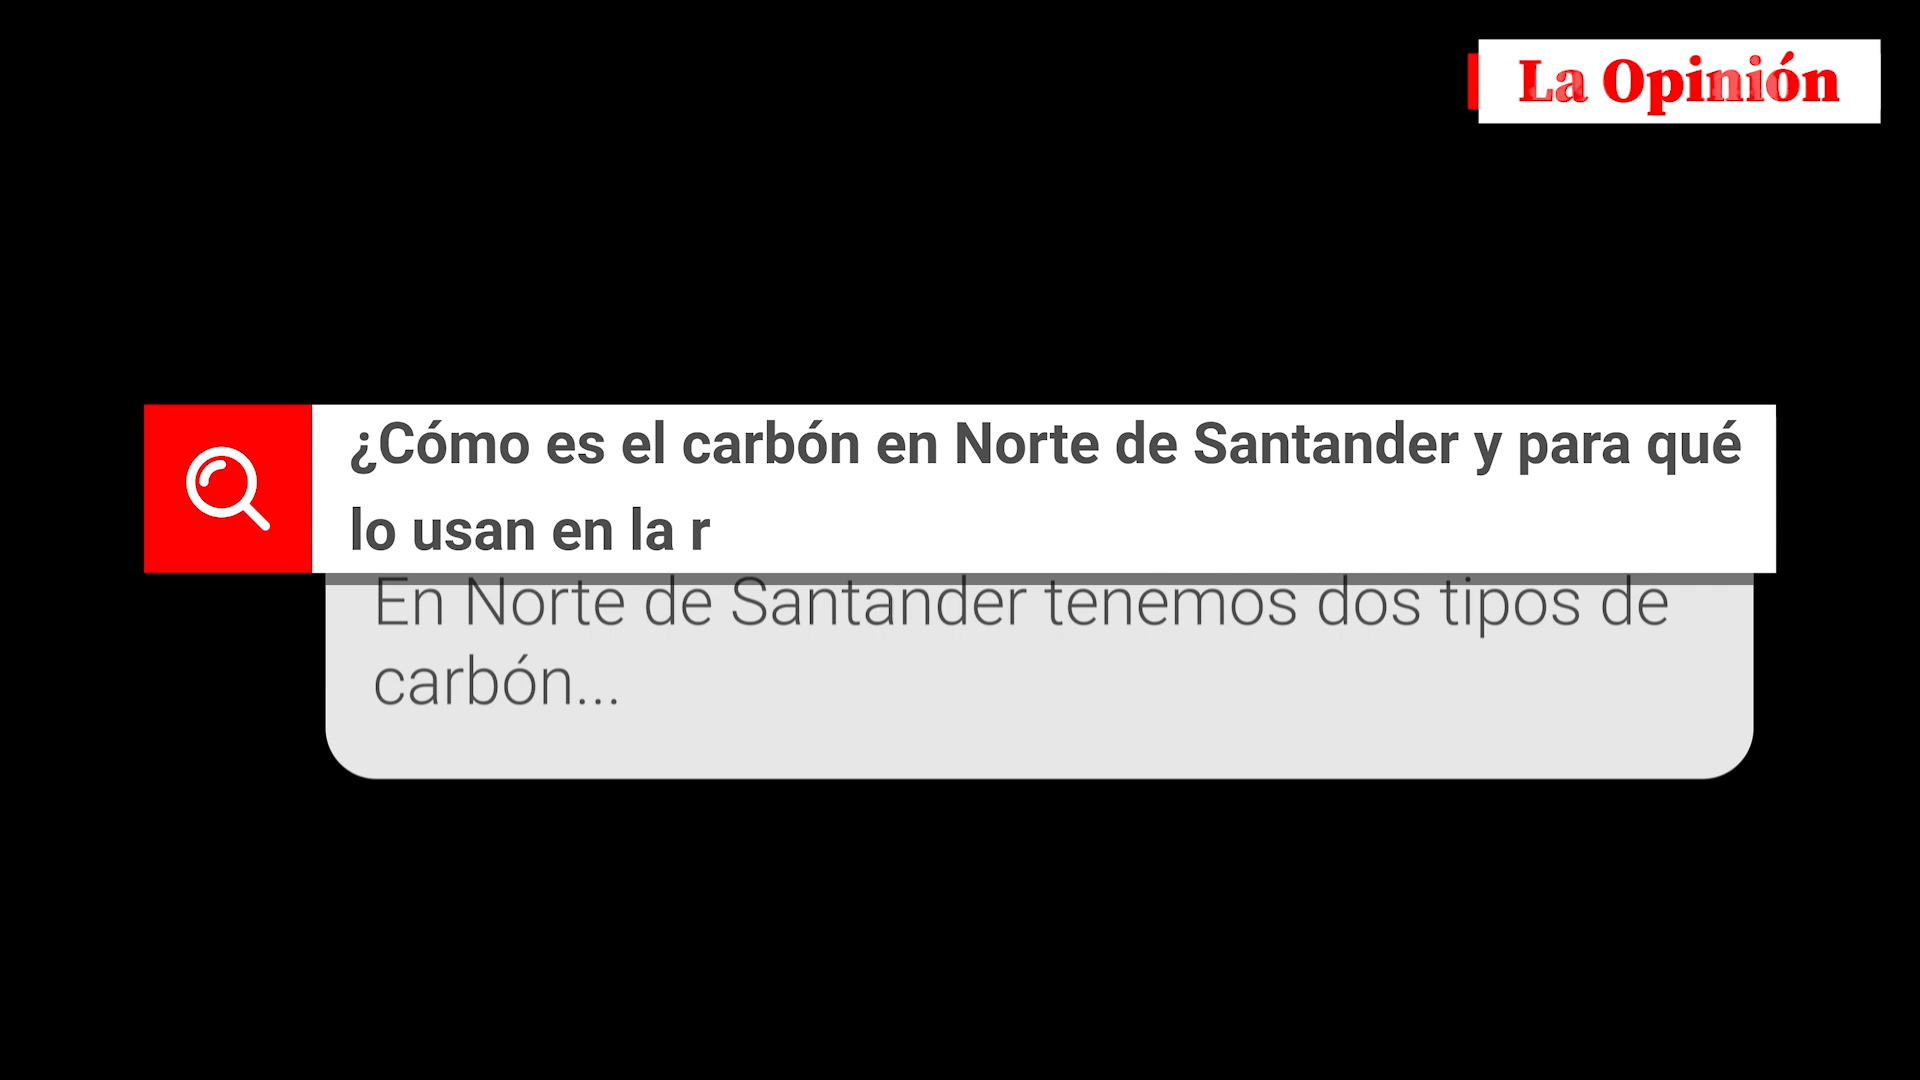 La Opinión
¿Cómo es el carbón en Norte de Santander y para qué
lo usan en la r
En Norte de Santander tenemos dos tipos de
carbón...